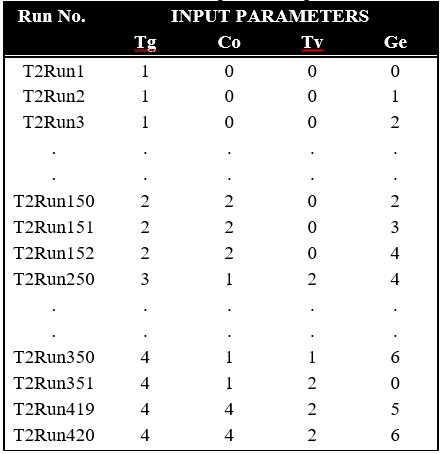 Run No. INPUT PARAMETERS
Tg Co Tv Ge
T2Run1 1 0 0 0
T2Run2 1 0 0 1
T2Run3 1 0 0 2
. . . . .
. . . . .
T2Run150 2 2 0 2
T2Run151 2 2 0 3
T2Run152 2 2 0 4
T2Run250 3 1 2 4
. . . . .
. . . . .
T2Run350 4 1 1 6
T2Run351 4 1 2 0
T2Run419 4 4 2 5
T2Run420 4 4 2 6